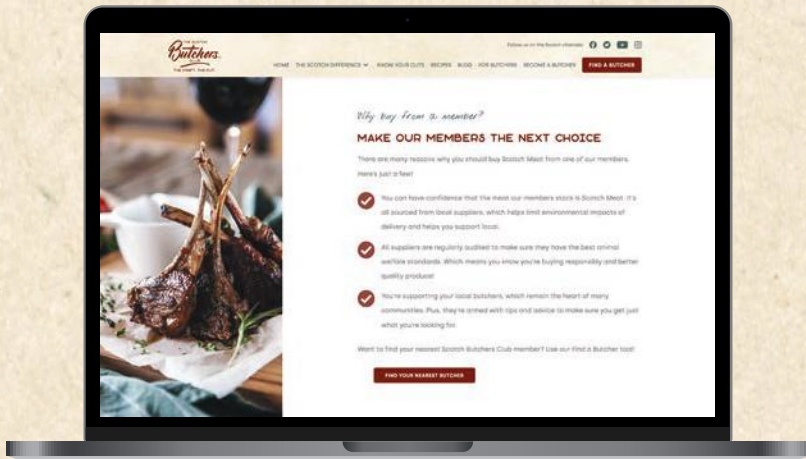 Follow us on the Scotch channels:
THE SCOTCH
Butchers
CLUB
THE CRAFT. THE CUT.
HOME THE SCOTCH DIFFERENCE KNOW YOUR CUTS RECIPES BLOG FOR BUTCHERS BECOME A BUTCHER FIND A BUTCHER
Why buy from a member?
MAKE OUR MEMBERS THE NEXT CHOICE
There are many reasons why you should buy Scotch Meat from one of our members.
Here's just a few!
You can have confidence that the meat our members stock is Scotch Meat. It's
all sourced from local suppliers, which helps limit environmental impacts of
delivery and helps you support local.
All suppliers are regularly audited to make sure they have the best animal
welfare standards. Which means you know you're buying responsibly and better
quality produce!
You're supporting your local butchers, which remain the heart of many
communities. Plus, they're armed with tips and advice to make sure you get just
what you're looking for.
Want to find your nearest Scotch Butchers Club member? Use our Find a Butcher tool!
FIND YOUR NEAREST BUTCHER